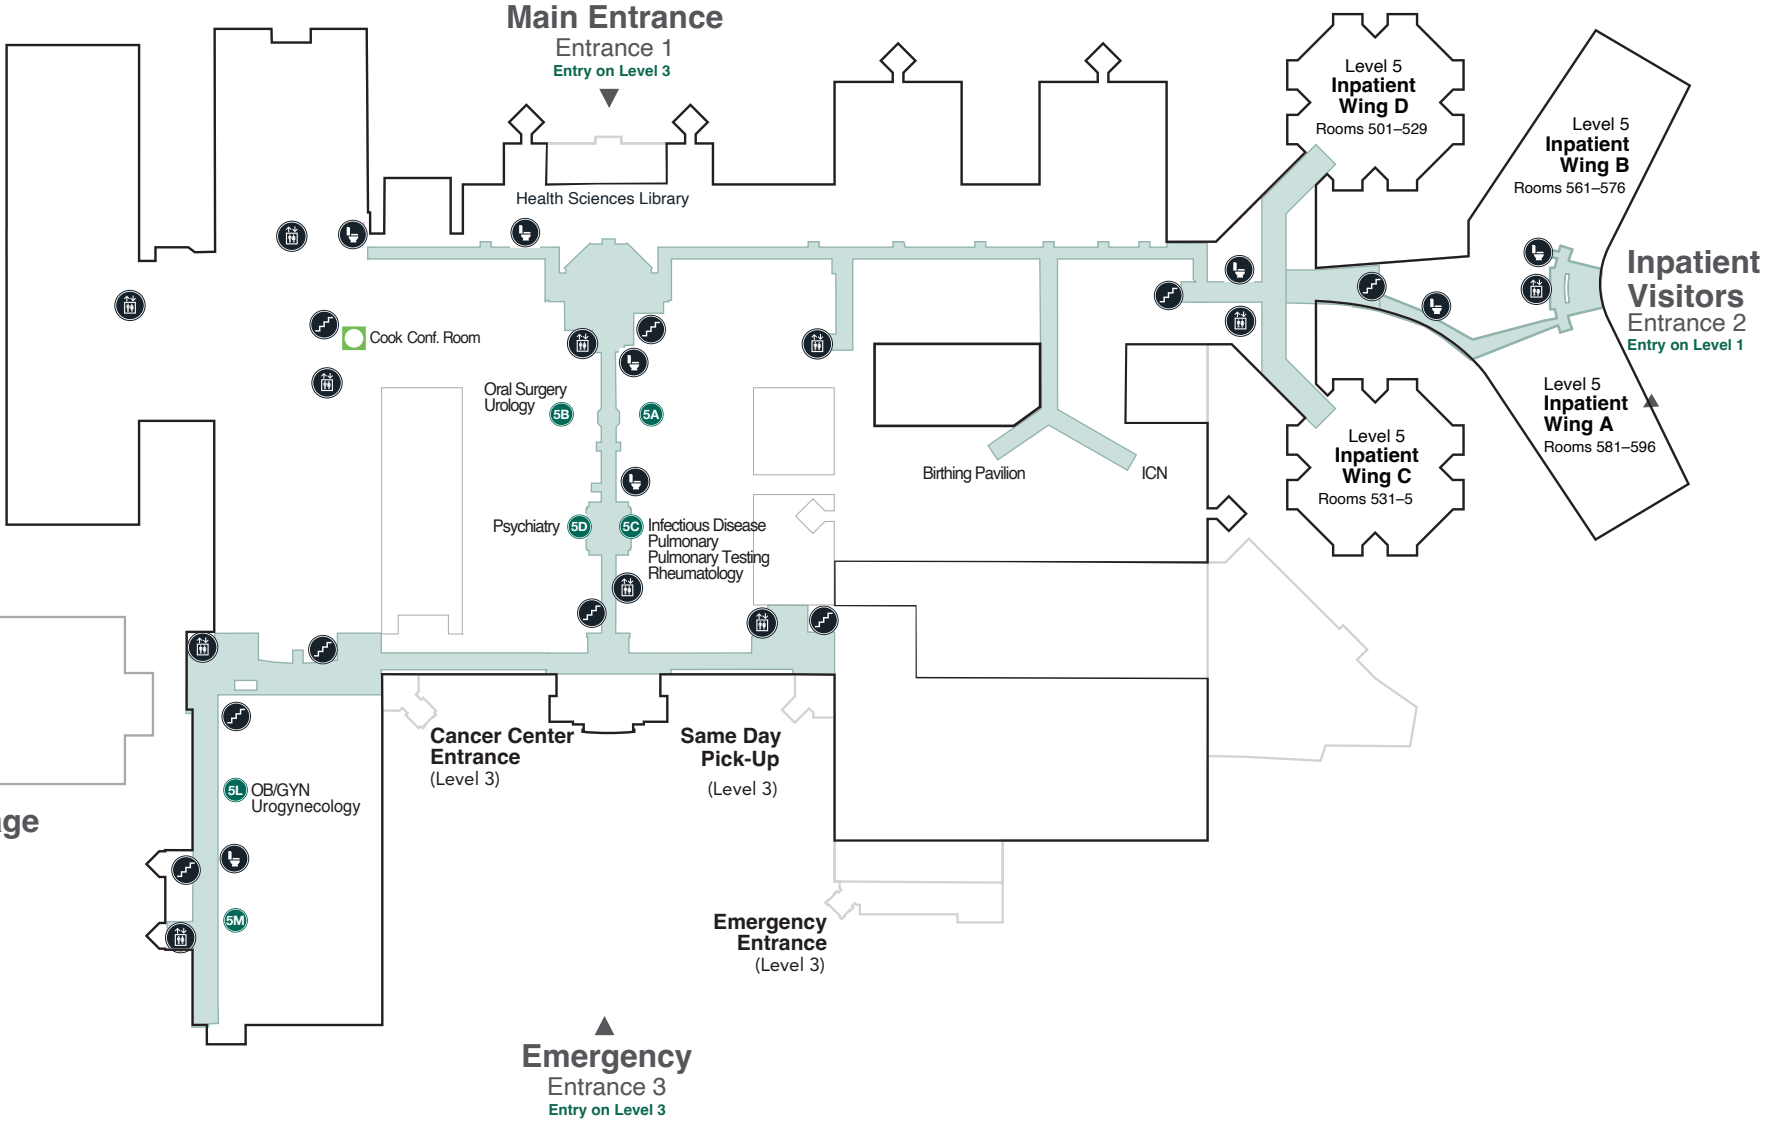 Main Entrance
Entrance 1
Entry on Level 3
Health Sciences Library
Level 5
Inpatient
Wing D
Rooms 501–529
Level 5
Inpatient
Wing B
Rooms 561–576
Inpatient
Visitors
Entrance 2
Entry on Level 1
Level 5
Inpatient
Wing A
Rooms 581–596
Level 5
Inpatient
Wing C
Rooms 531–5
Cook Conf. Room
Oral Surgery
Urology
5B
5A
Birthing Pavilion
ICN
Psychiatry
5D
5C
Infectious Disease
Pulmonary
Pulmonary Testing
Rheumatology
Cancer Center
Entrance
(Level 3)
Same Day
Pick-Up
(Level 3)
5L
OB/GYN
Urogynecology
age
5M
Emergency
Entrance
(Level 3)
Emergency
Entrance 3
Entry on Level 3